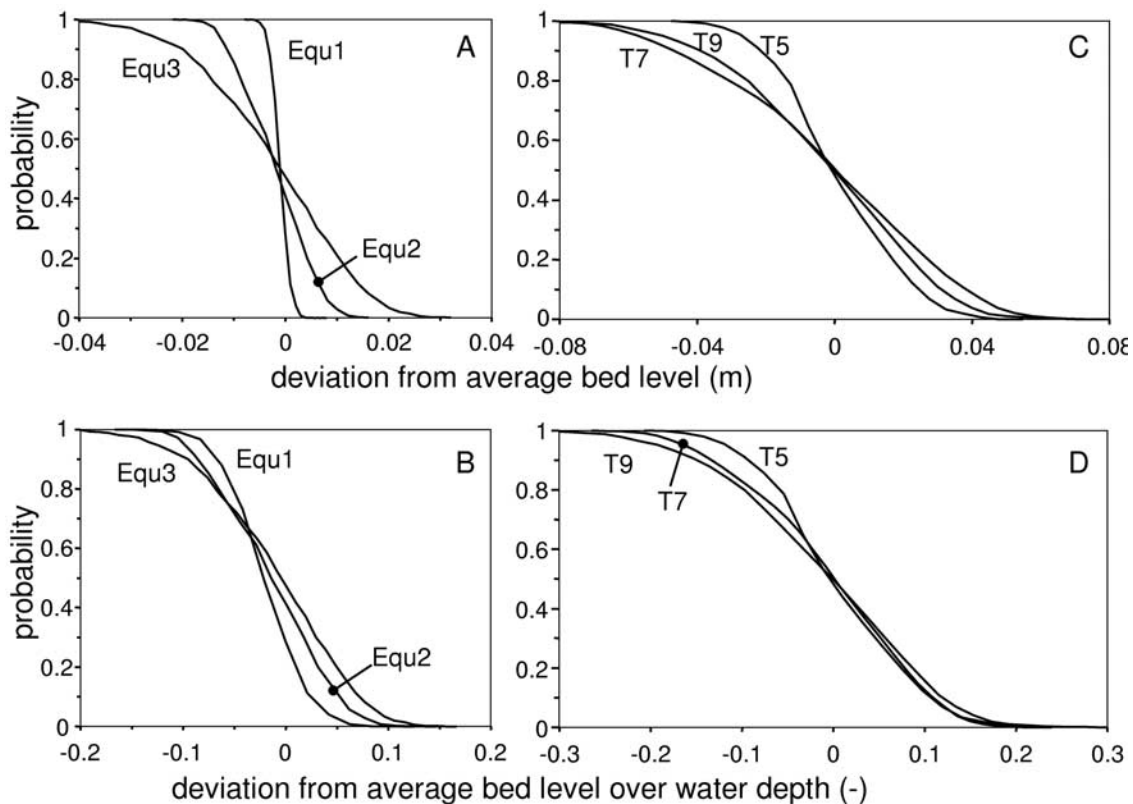 1
0.8
0.6
0.4
0.2
0
probability
Equ1
Equ3
Equ2
A
-0.04
-0.02
0
0.02
0.04
1
0.8
0.6
0.4
0.2
0
T9
T5
T7
C
-0.08
-0.04
0
0.04
0.08
deviation from average bed level (m)
1
0.8
0.6
0.4
0.2
0
probability
Equ1
Equ3
Equ2
B
-0.2
-0.1
0
0.1
0.2
1
0.8
0.6
0.4
0.2
0
T5
T9
T7
D
-0.3
-0.2
-0.1
0
0.1
0.2
0.3
deviation from average bed level over water depth (-)